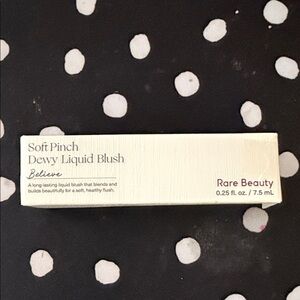 Soft Pinch
Dewy Liquid Blush
Believe
A long-lasting liquid blush that blends and
builds beautifully for a soft, healthy flush.
Rare Beauty
0.25 fl. oz. / 7.5 mL